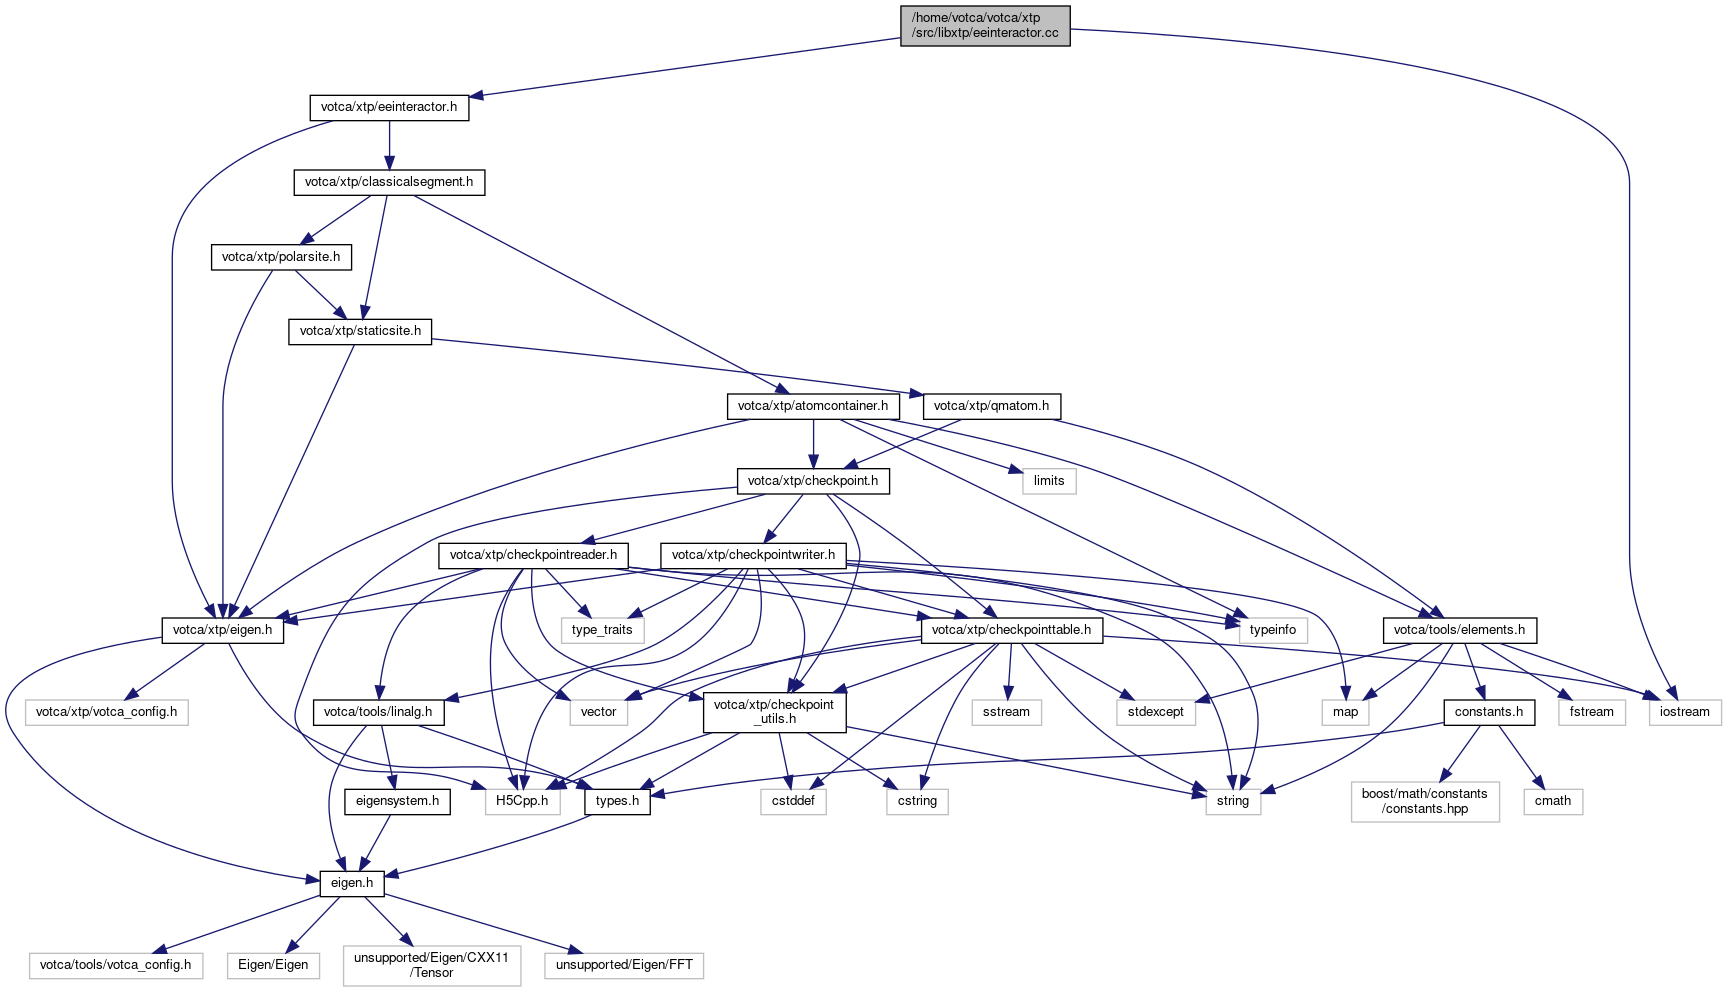 /home/votca/votca/xtp
/src/libxtp/eeinteractor.cc
votca/xtp/eeinteractor.h
votca/xtp/classicalsegment.h
votca/xtp/polarsite.h
votca/xtp/staticsite.h
votca/xtp/atomcontainer.h
votca/xtp/qmatom.h
votca/xtp/checkpoint.h
limits
votca/xtp/checkpointreader.h
votca/xtp/checkpointwriter.h
votca/xtp/eigen.h
type_traits
votca/xtp/checkpointtable.h
typeinfo
votca/tools/elements.h
votca/xtp/votca_config.h
votca/tools/linalg.h
vector
votca/xtp/checkpoint
_utils.h
sstream
stdexcept
map
constants.h
fstream
iostream
eigensystem.h
H5Cpp.h
types.h
cstddef
cstring
string
boost/math/constants
/constants.hpp
cmath
eigen.h
votca/tools/votca_config.h
Eigen/Eigen
unsupported/Eigen/CXX11
/Tensor
unsupported/Eigen/FFT